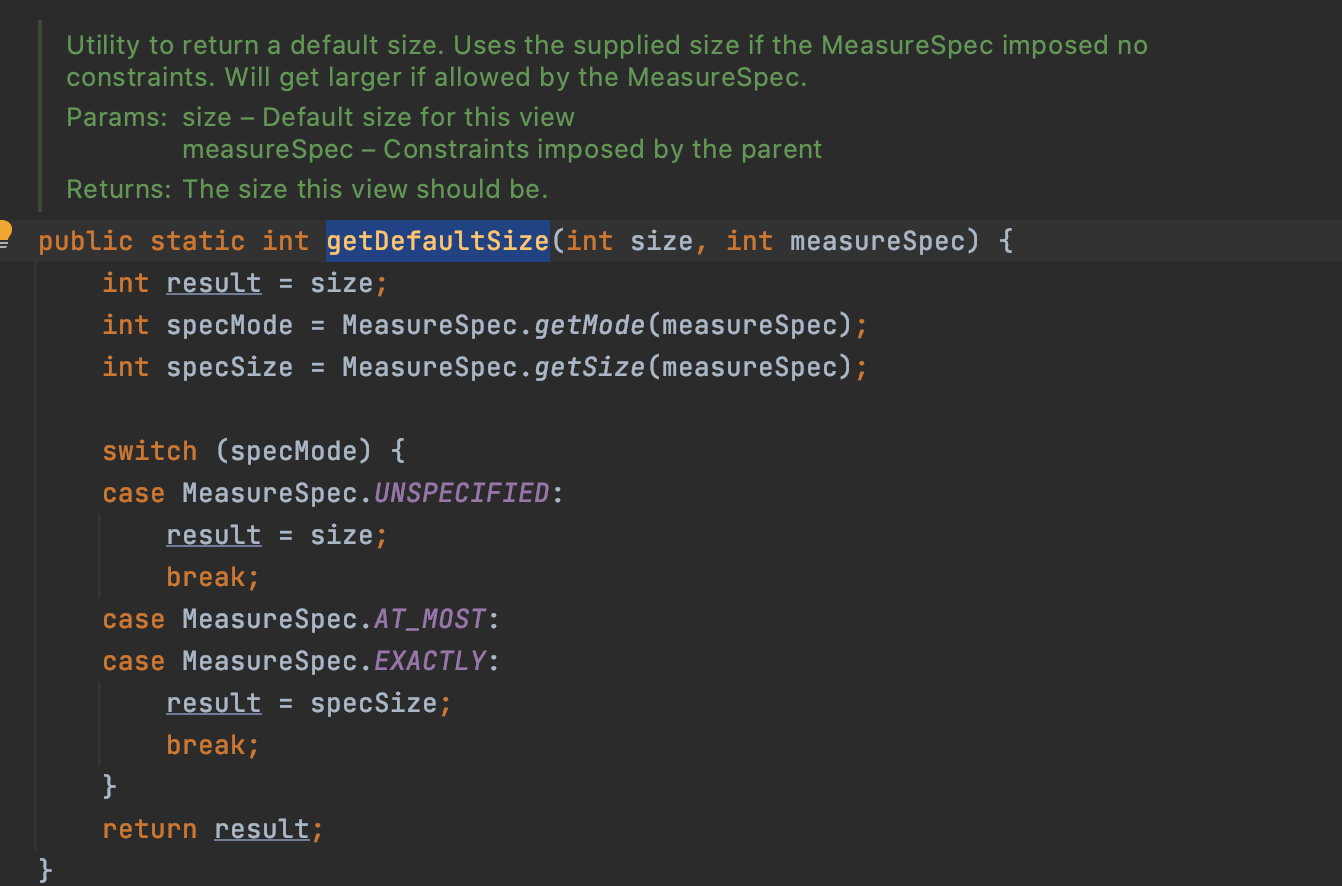 Utility to return a default size. Uses the supplied size if the MeasureSpec imposed no
constraints. Will get larger if allowed by the MeasureSpec.
Params: size – Default size for this view
measureSpec – Constraints imposed by the parent
Returns: The size this view should be.
public static int getDefaultSize(int size, int measureSpec) {
    int result = size;
    int specMode = MeasureSpec.getMode(measureSpec);
    int specSize = MeasureSpec.getSize(measureSpec);

    switch (specMode) {
    case MeasureSpec.UNSPECIFIED:
        result = size;
        break;
    case MeasureSpec.AT_MOST:
    case MeasureSpec.EXACTLY:
        result = specSize;
        break;
    }
    return result;
}